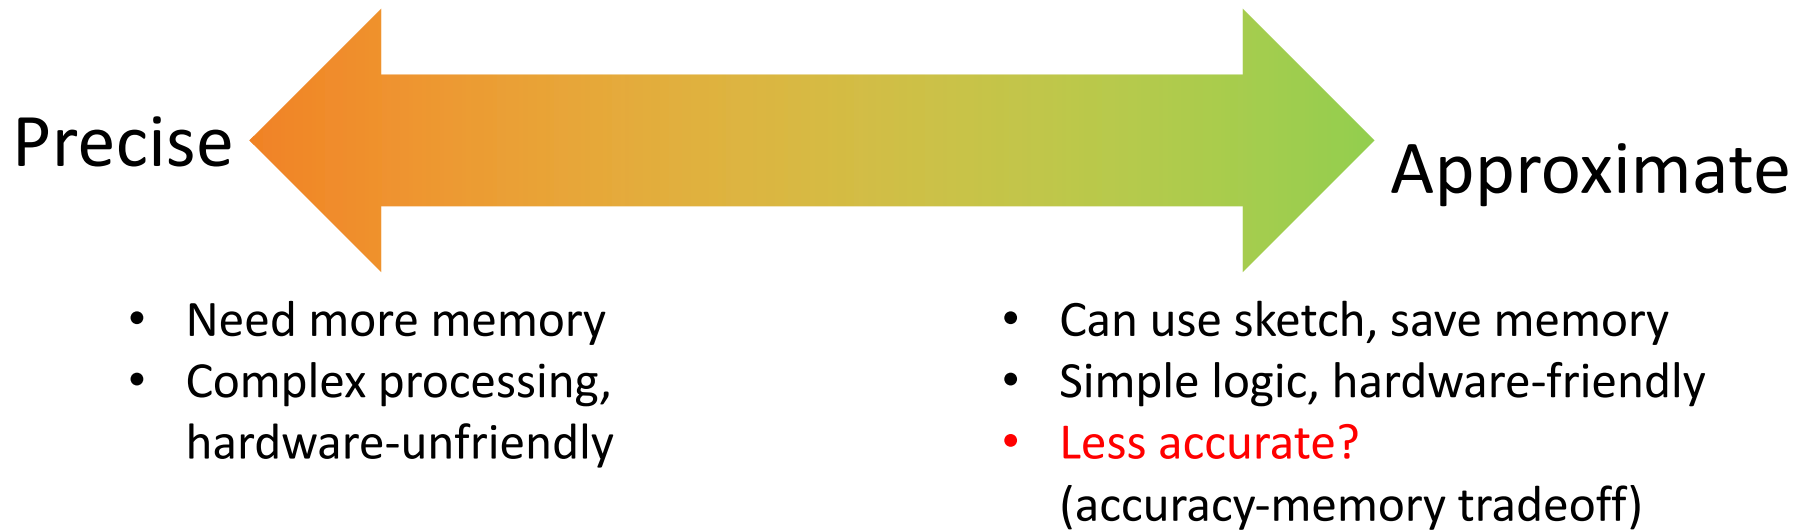 Precise
Approximate
• Need more memory
• Complex processing,
hardware-unfriendly
• Can use sketch, save memory
• Simple logic, hardware-friendly
• Less accurate?
(accuracy-memory tradeoff)